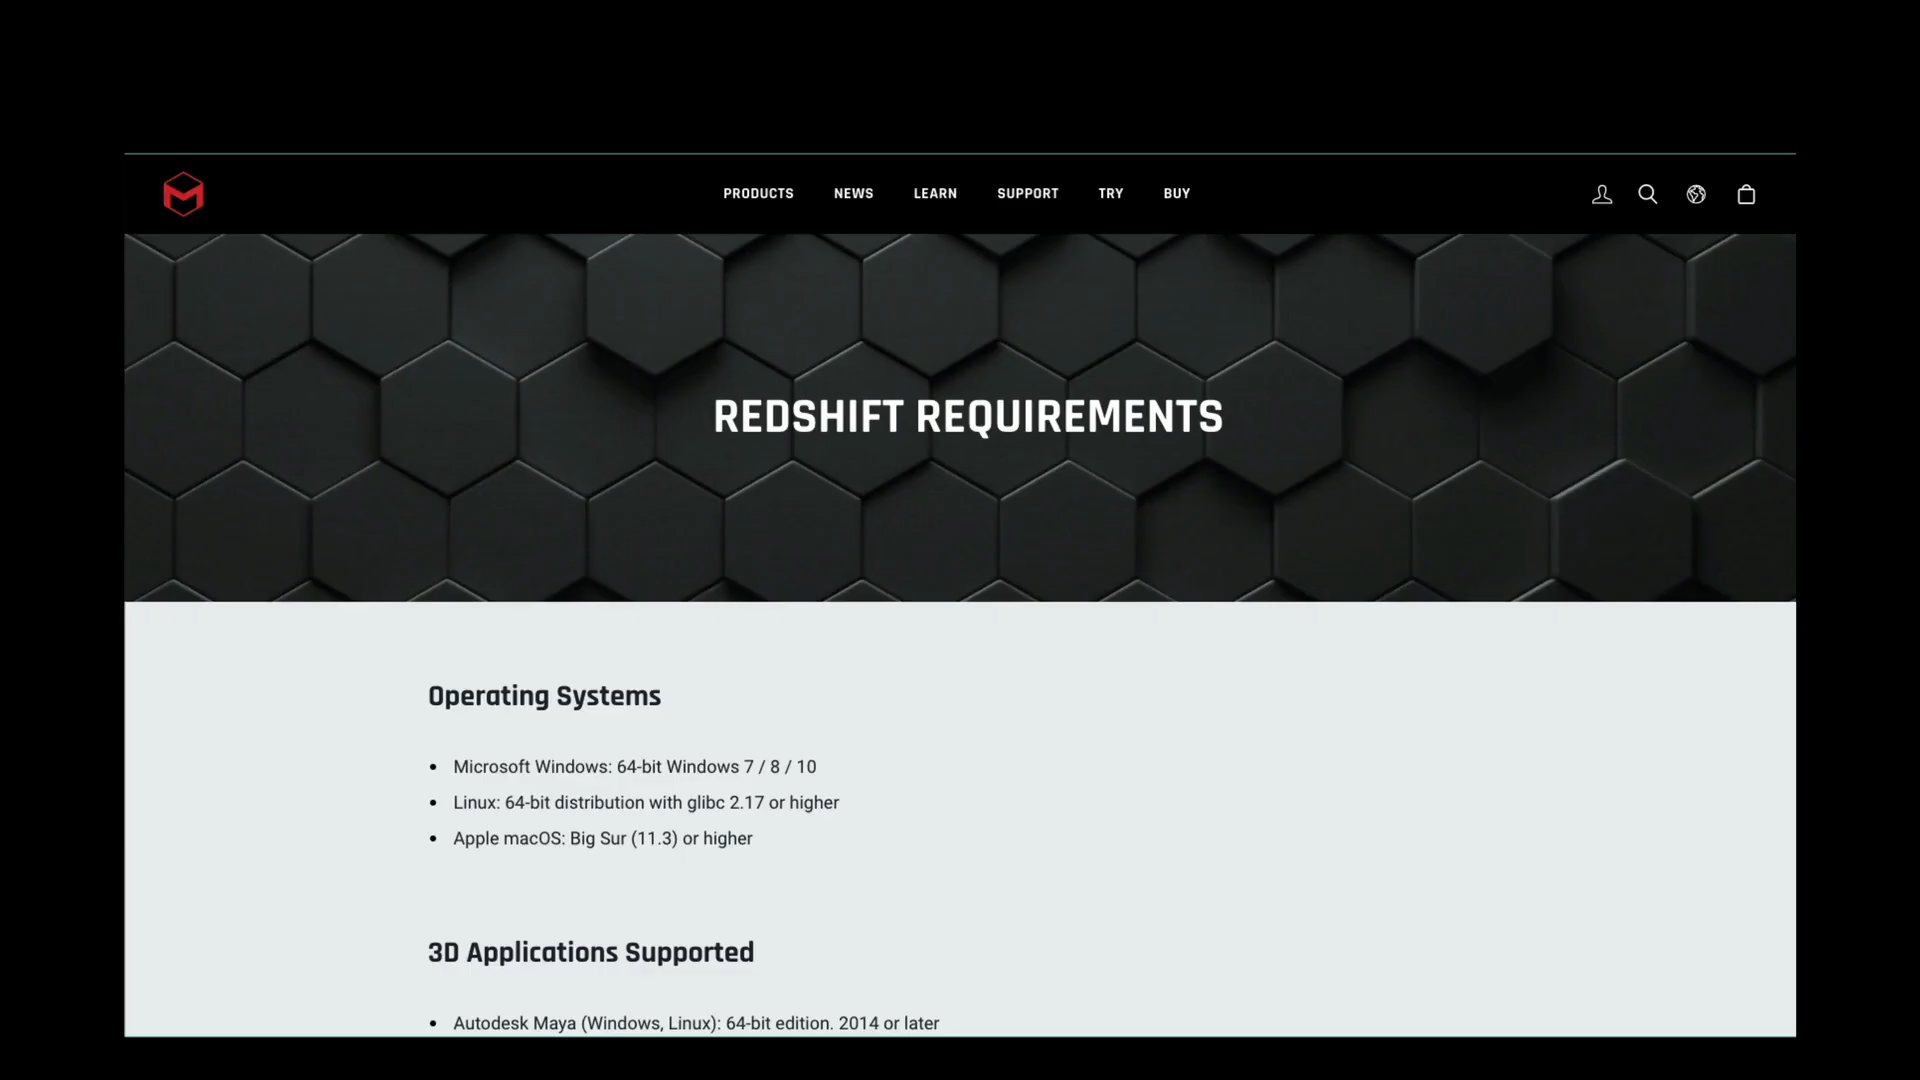 PRODUCTS NEWS LEARN SUPPORT TRY BUY
REDSHIFT REQUIREMENTS
Operating Systems
• Microsoft Windows: 64-bit Windows 7 / 8 / 10
• Linux: 64-bit distribution with glibc 2.17 or higher
• Apple macOS: Big Sur (11.3) or higher
3D Applications Supported
• Autodesk Maya (Windows, Linux): 64-bit edition. 2014 or later